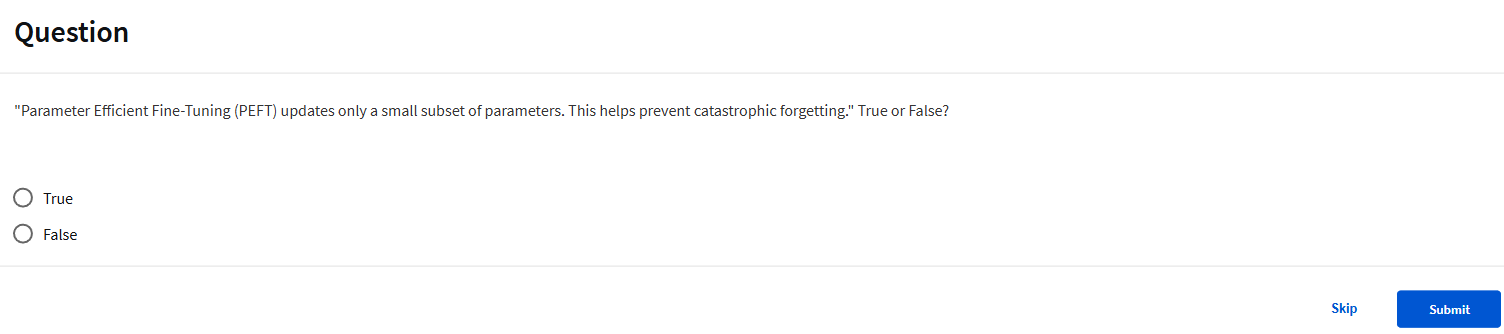 Question
"Parameter Efficient Fine-Tuning (PEFT) updates only a small subset of parameters. This helps prevent catastrophic forgetting." True or False?
True
False
Skip
Submit